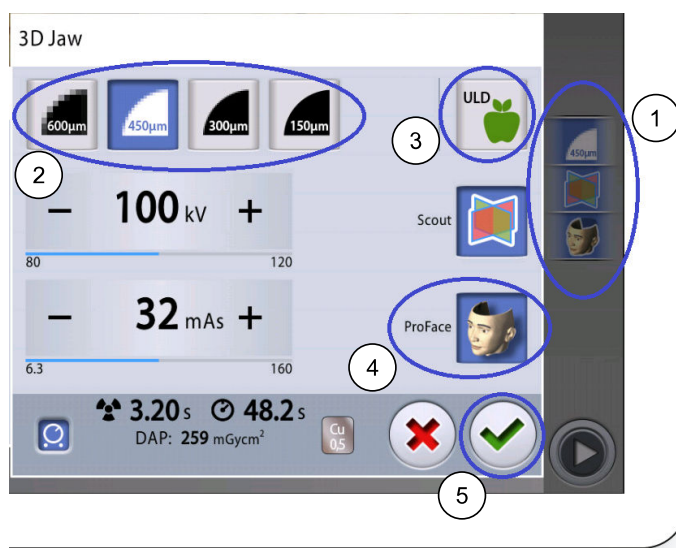 3D Jaw
600µm
450µm
300µm
150µm
ULD
3
1
450µm
2
− 100 kV +
80
120
Scout
− 32 mAs +
6.3
160
ProFace
4
3.20 s 48.2 s
DAP: 259 mGycm²
Cu
0,5
5